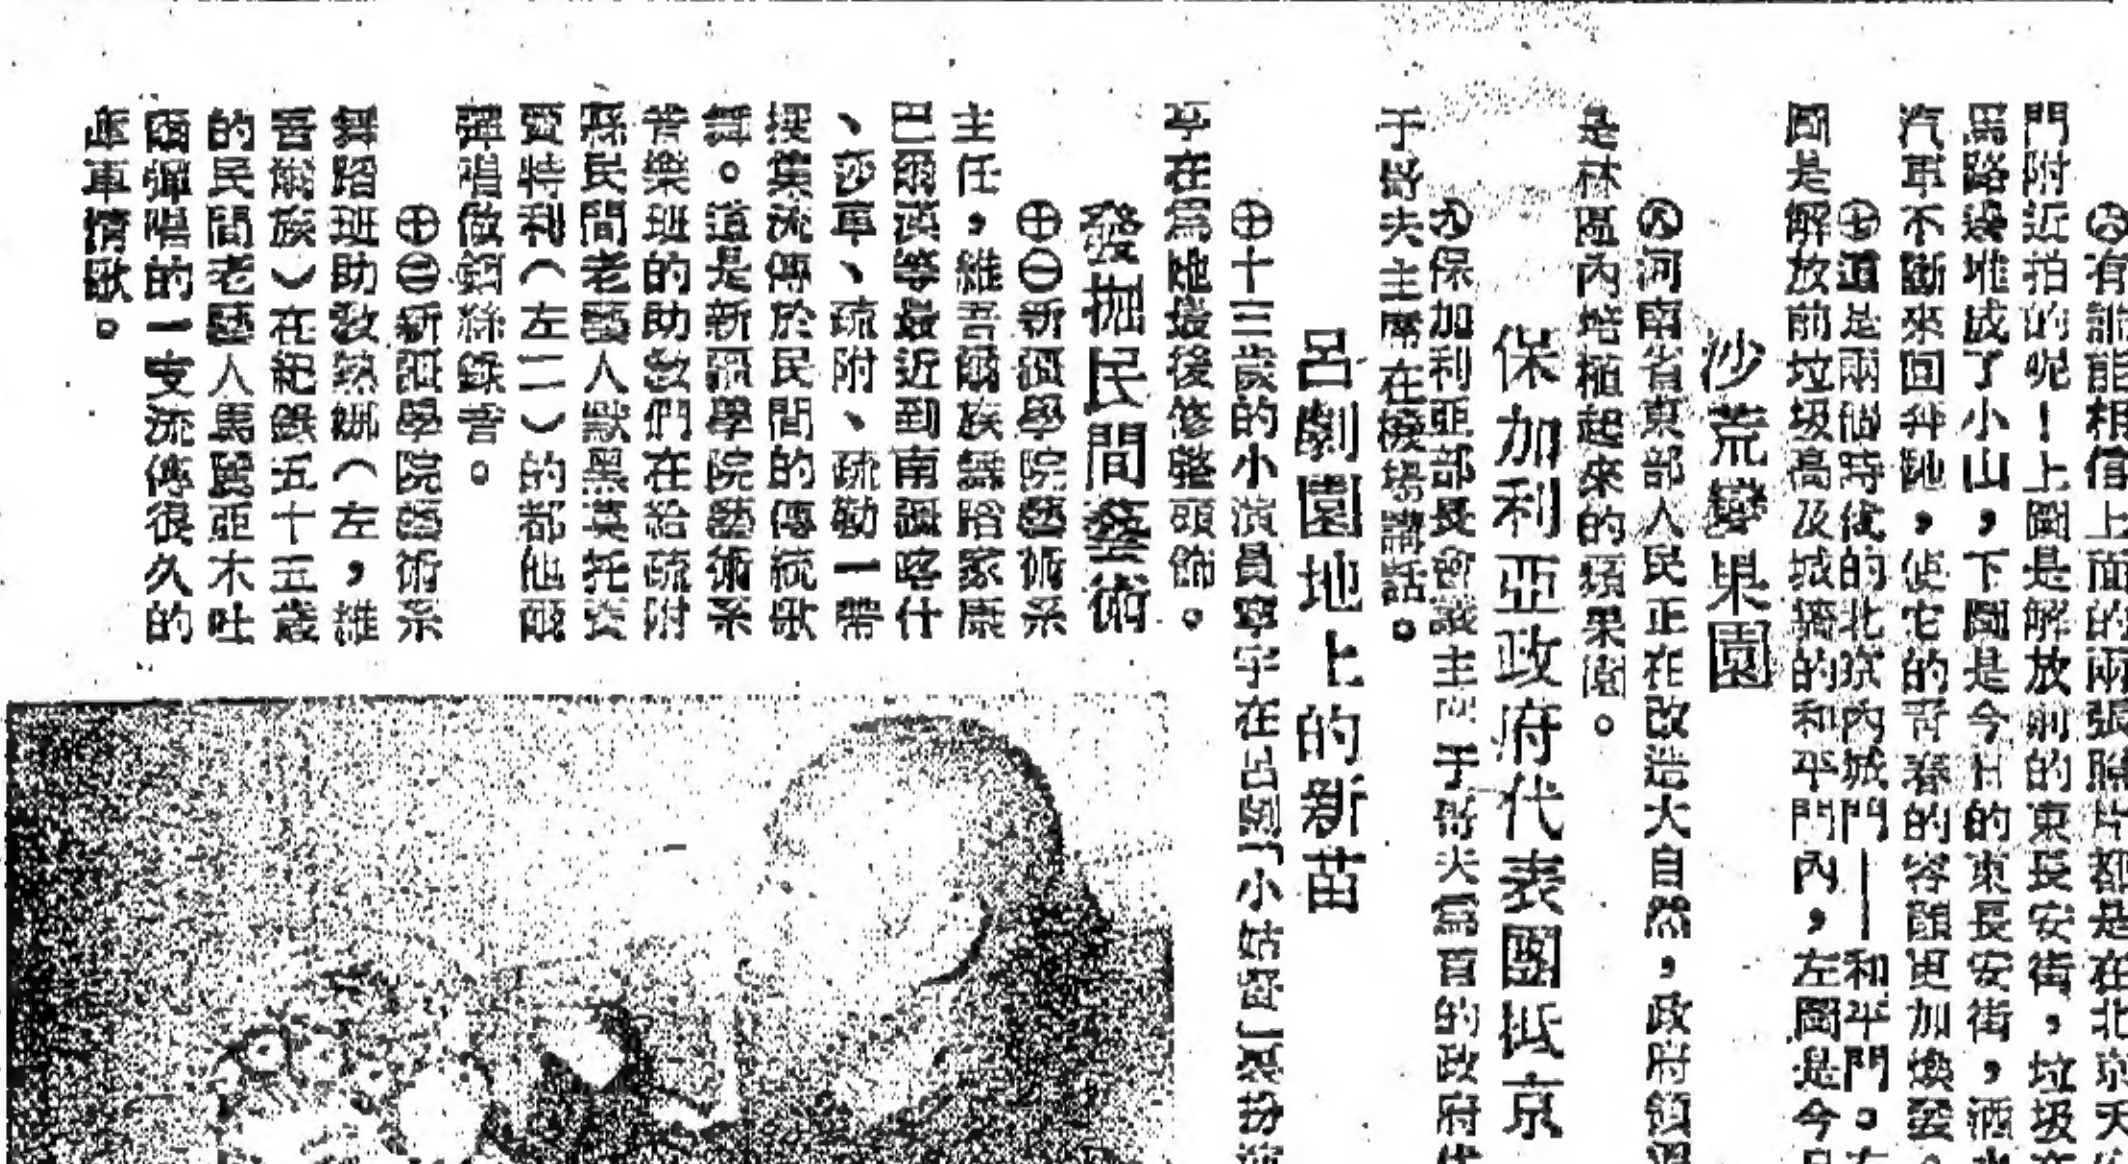 ㊅有誰能相信上面的兩張照片都是在北京天
門附近拍的呢！上圖是解放前的東長安街，垃圾
馬路邊堆成了小山，下圖是今日的東長安街，洒水
汽車不斷來回奔馳，使它的青春的容顏更加煥發。
㊆這是兩個時代的北京內城門——和平門。右
圖是解放前垃圾高及城牆的和平門內，左圖是今日
沙荒變果園
㊇河南省東部人民正在改造大自然，政府領導
是林區內培植起來的蘋果園。
保加利亞政府代表團抵京
㊈保加利亞部長會議主席于哥夫爲首的政府代
于哥夫主席在機場講話。
呂劇園地上的新苗
㊉十三歲的小演員寧宇在呂劇「小姑賢」裏扮演
亭在爲她最後修整頭飾。
發掘民間藝術
㊉㊀新疆學院藝術系
主任，維吾爾族舞蹈家康
巴爾漢等最近到南疆喀什
、莎車、疏附、疏勒一帶
搜集流傳於民間的傳統歌
舞。這是新疆學院藝術系
音樂班的助教們在給疏附
縣民間老藝人默黑莫托夾
買特利（左二）的都他爾
彈唱做鋼絲錄音。
㊉㊁新疆學院藝術系
舞蹈班助教熱娜（左，維
吾爾族）在紀錄五十五歲
的民間老藝人馬麗亞木吐
爾彈唱的一支流傳很久的
莎車情歌。